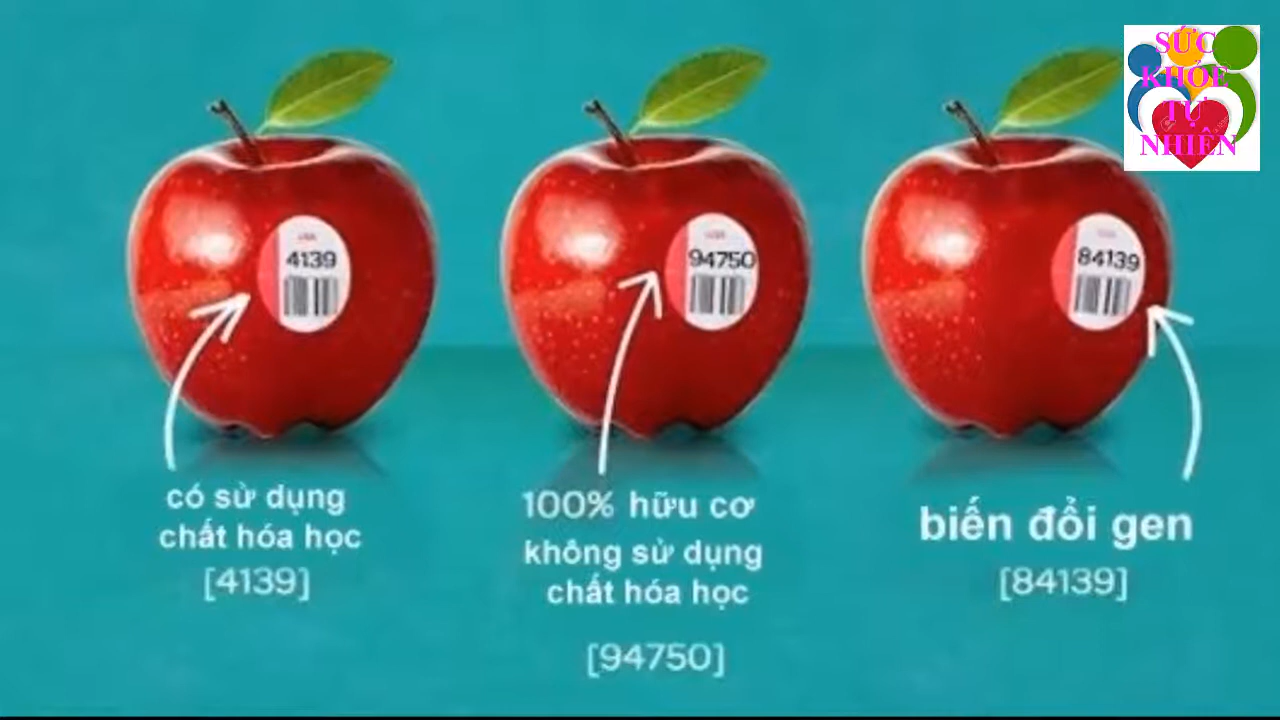 SỨC
KHỎE
TỰ
NHIÊN
4139
94750
84139
có sử dụng
chất hóa học
[4139]
100% hữu cơ
không sử dụng
chất hóa học
[94750]
biến đổi gen
[84139]